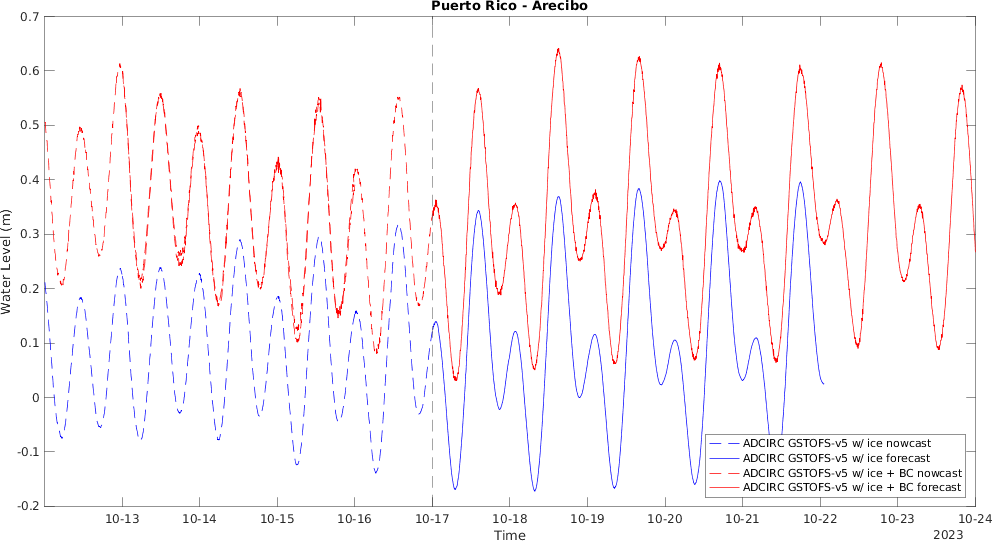 Puerto Rico - Arecibo
0.7
0.6
0.5
0.4
0.3
0.2
0.1
0
-0.1
-0.2
Water Level (m)
ADCIRC GSTOFS-v5 w/ ice nowcast
ADCIRC GSTOFS-v5 w/ ice forecast
ADCIRC GSTOFS-v5 w/ ice + BC nowcast
ADCIRC GSTOFS-v5 w/ ice + BC forecast
10-13 10-14 10-15 10-16 10-17 10-18 10-19 10-20 10-21 10-22 10-23 10-24
Time
2023